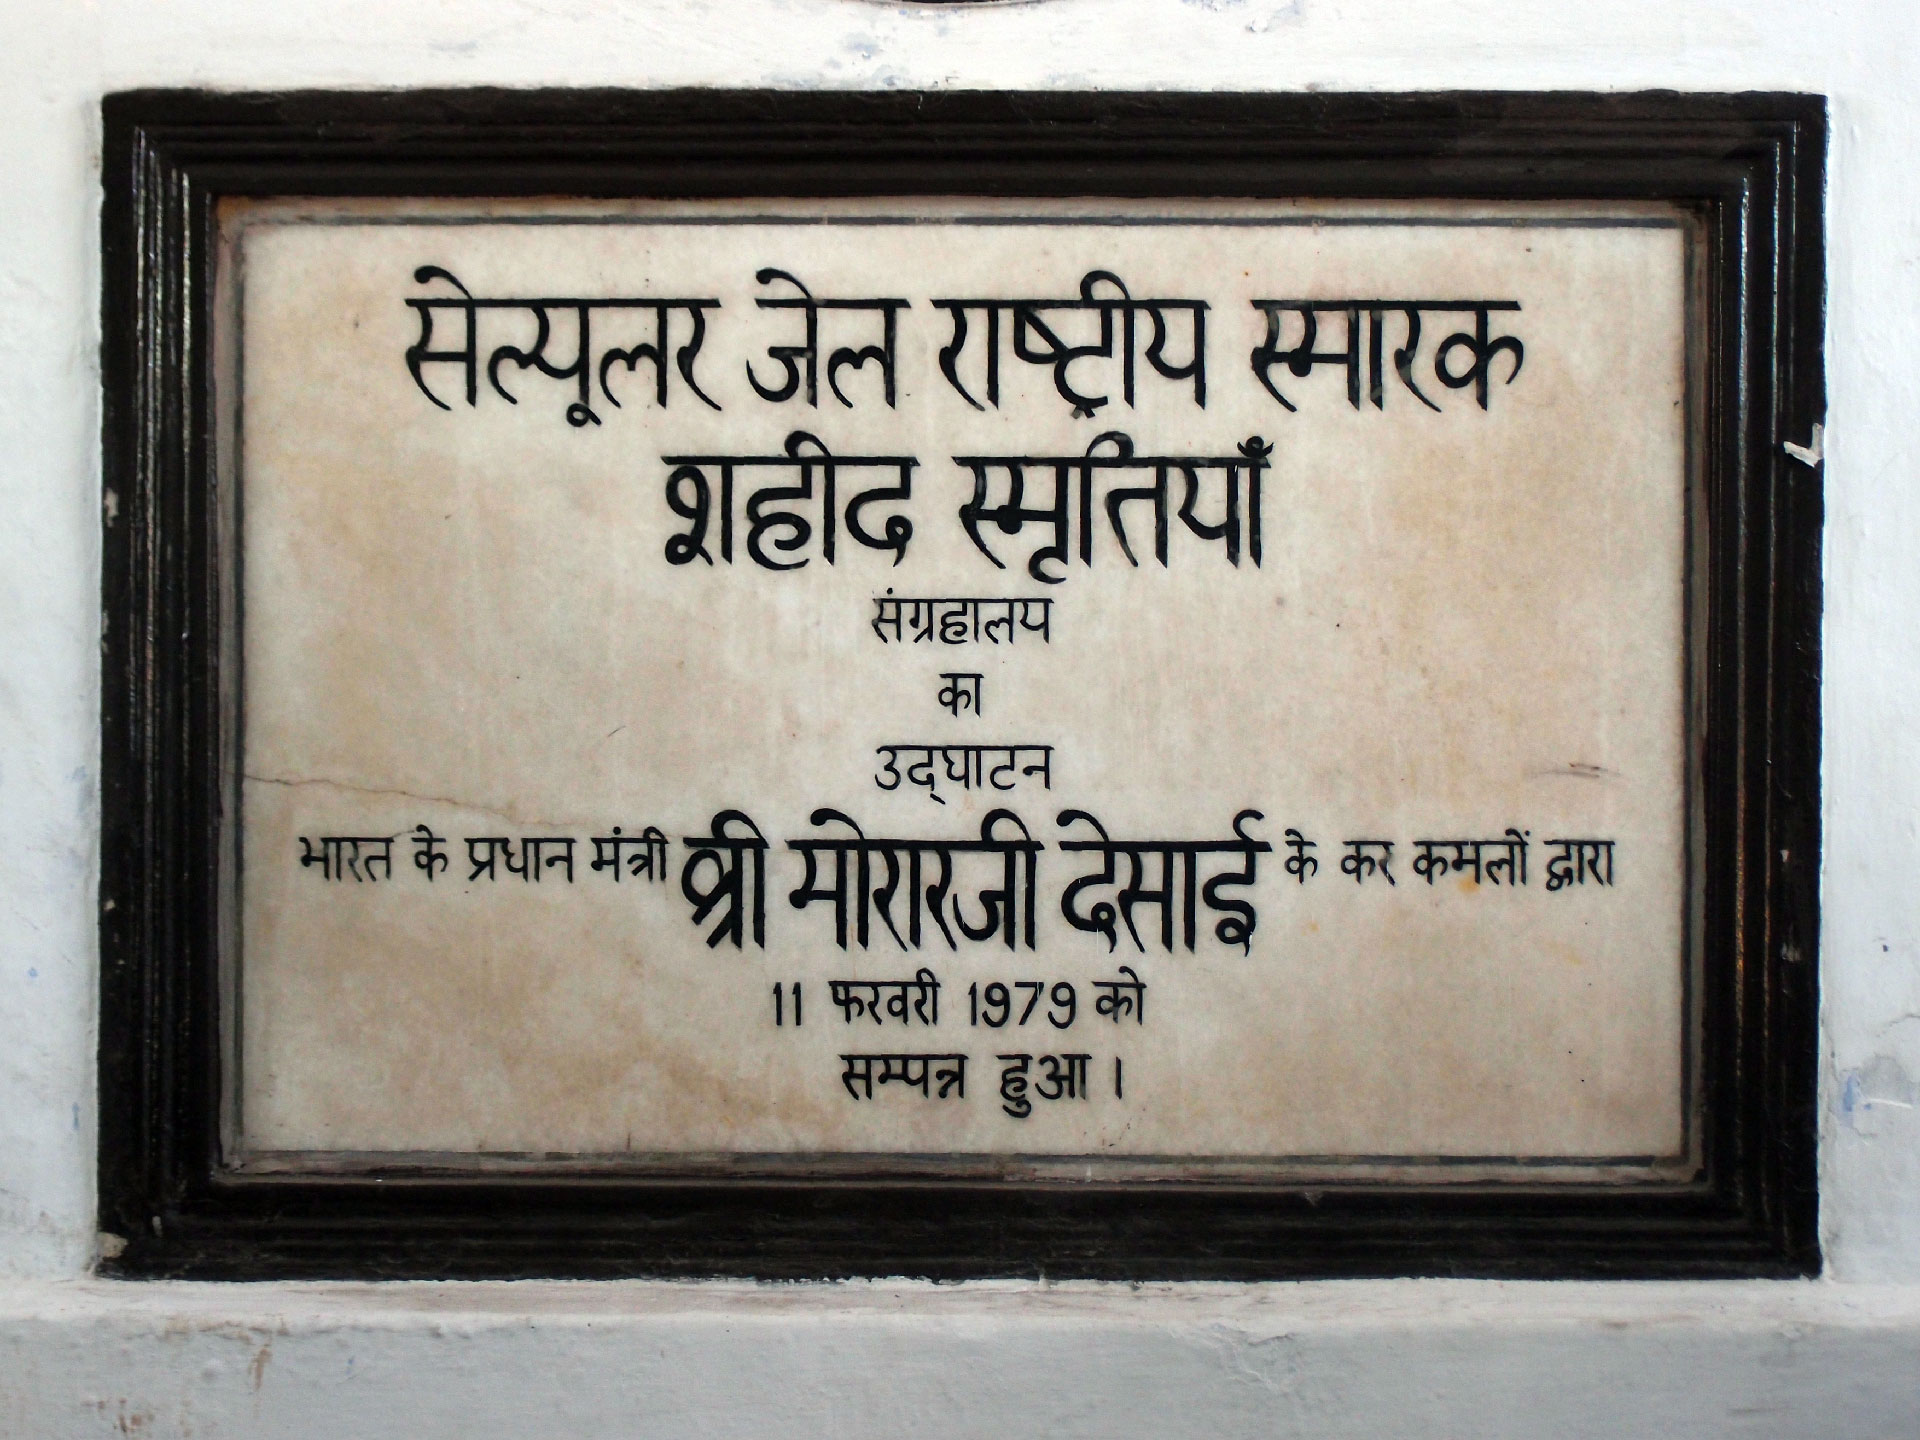 सेल्यूलर जेल राष्ट्रीय स्मारक
शहीद स्मृतियाँ
संग्रहालय
का
उद्‌घाटन
भारत के प्रधान मंत्री श्री मोरारजी देसाई के कर कमलों द्वारा
11 फरवरी 1979 को
सम्पन्न हुआ।